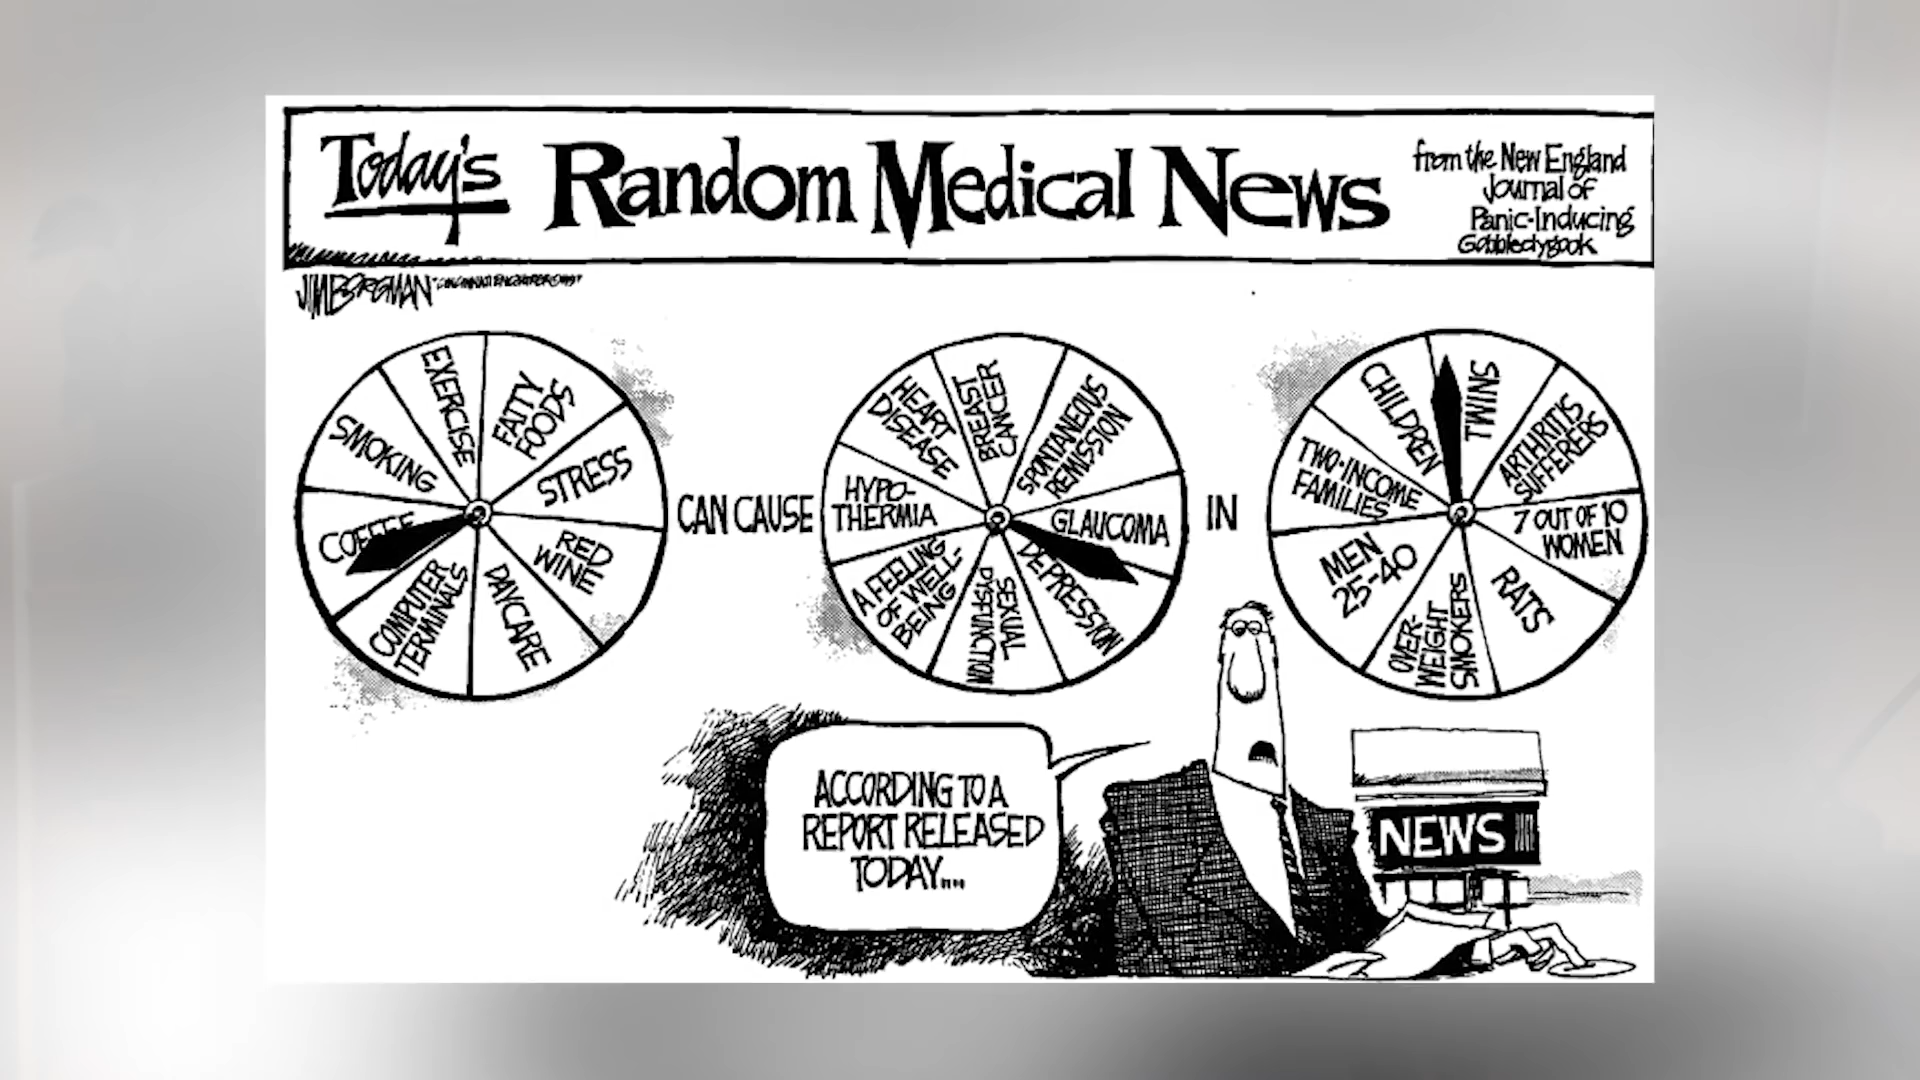 Today's Random Medical News
from the New England
Journal of
Panic-Inducing
Gobbledygook
JIM BORGMAN
CINCINNATI ENQUIRER ©1997
EXERCISE
FATTY
FOODS
STRESS
RED
WINE
DAYCARE
COMPUTER
TERMINALS
COFFEE
SMOKING
CAN CAUSE
HEART
DISEASE
BREAST
CANCER
SPONTANEOUS
REMISSION
GLAUCOMA
DEPRESSION
SEXUAL
DYSFUNCTION
A FEELING
OF WELL-
BEING
HYPO-
THERMIA
IN
CHILDREN
TWINS
ARTHRITIS
SUFFERERS
7 OUT OF 10
WOMEN
RATS
OVER-
WEIGHT
SMOKERS
MEN
25-40
TWO-INCOME
FAMILIES
ACCORDING TO A
REPORT RELEASED
TODAY....
NEWS